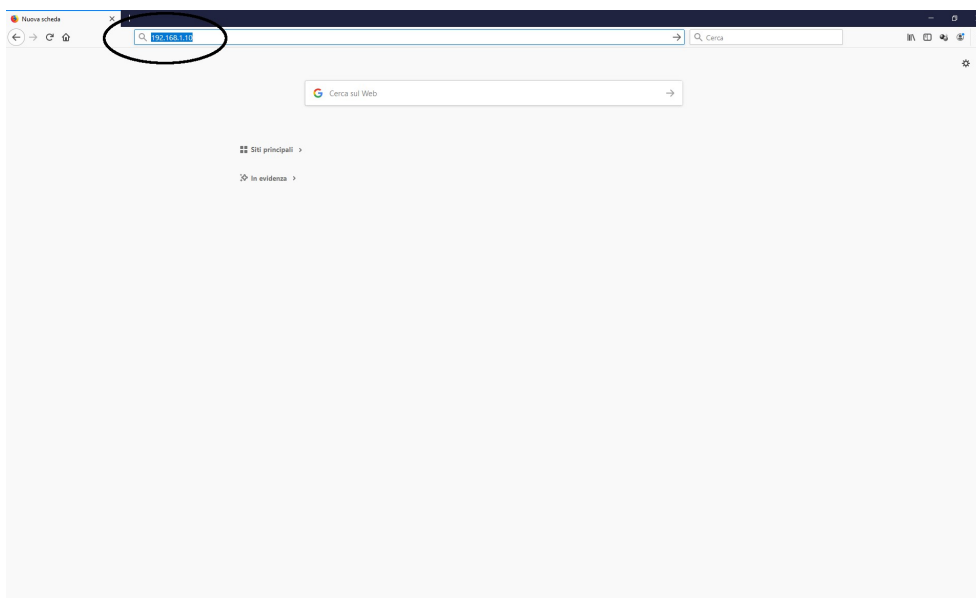 Nuova scheda
192.168.1.10
Cerca
Cerca sul Web
Siti principali
In evidenza